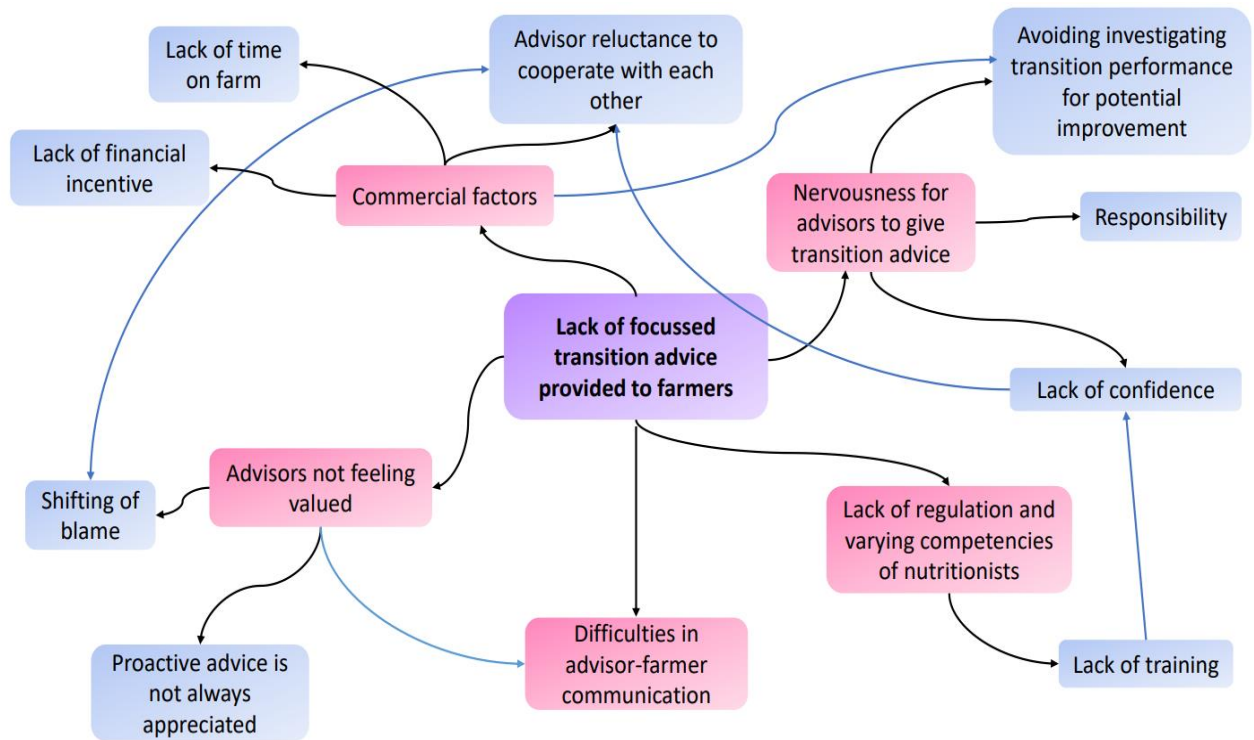 Lack of time
on farm
Advisor reluctance to
cooperate with each
other
Avoiding investigating
transition performance
for potential
improvement
Lack of financial
incentive
Commercial factors
Nervousness for
advisors to give
transition advice
Responsibility
Lack of focussed
transition advice
provided to farmers
Lack of confidence
Advisors not feeling
valued
Shifting of
blame
Lack of regulation and
varying competencies
of nutritionists
Proactive advice is
not always
appreciated
Difficulties in
advisor-farmer
communication
Lack of training